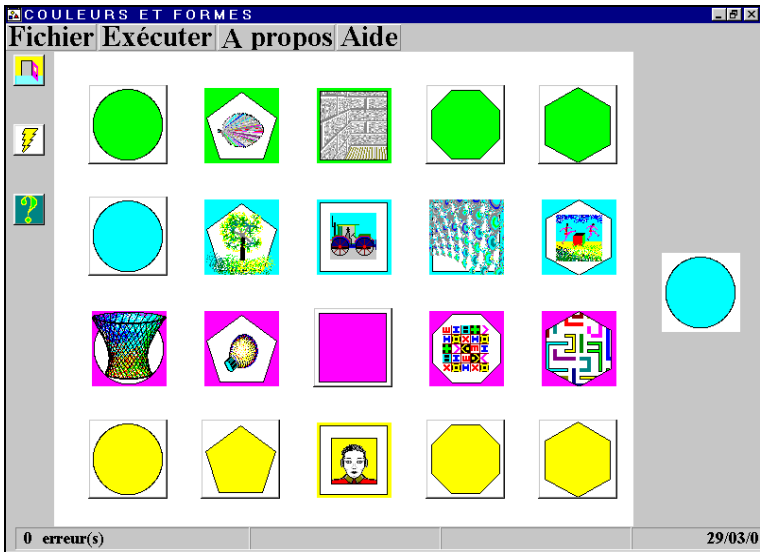 COULEURS ET FORMES
Fichier Exécuter A propos Aide
?
0 erreur(s) 29/03/0